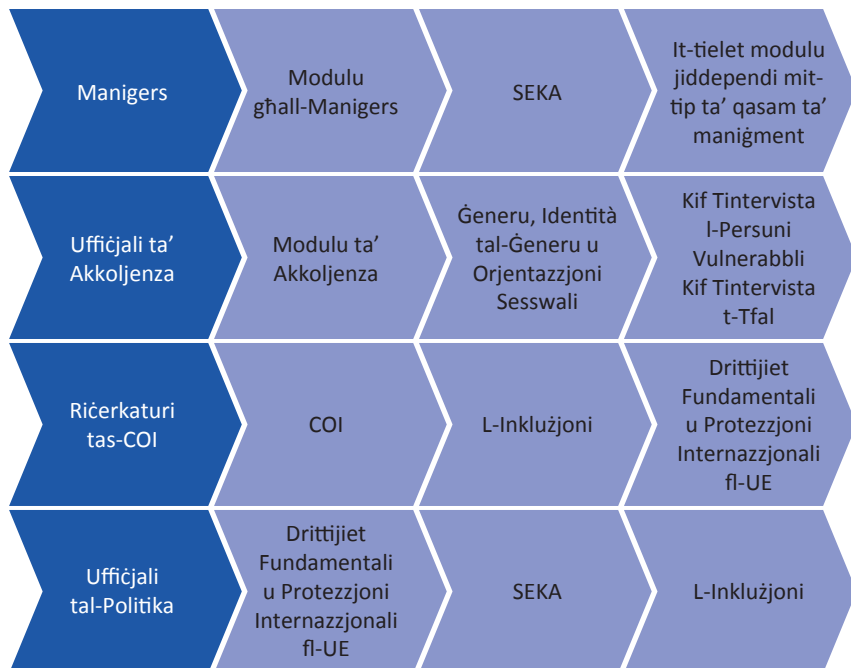 Maniġers
Modulu
għall-Maniġers
SEKA
It-tielet modulu
jiddependi mit-
tip ta’ qasam ta’
maniġment
Uffiċjali ta’
Akkoljenza
Modulu ta’
Akkoljenza
Ġeneru, Identità
tal-Ġeneru u
Orjentazzjoni
Sesswali
Kif Tintervista
l-Persuni
Vulnerabbli
Kif Tintervista
t-Tfal
Riċerkaturi
tas-COI
COI
L-Inklużjoni
Drittijiet
Fundamentali
u Protezzjoni
Internazzjonali
fl-UE
Uffiċjali
tal-Politika
Drittijiet
Fundamentali
u Protezzjoni
Internazzjonali
fl-UE
SEKA
L-Inklużjoni